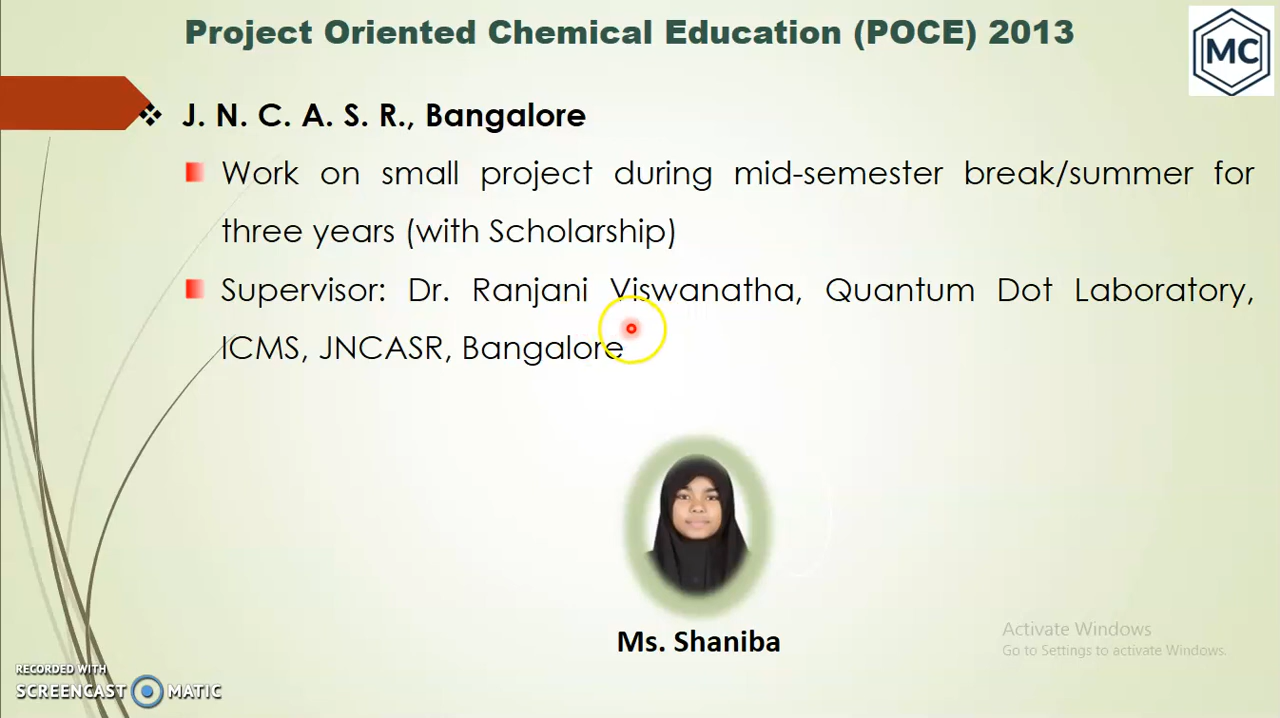 Project Oriented Chemical Education (POCE) 2013
MC
J. N. C. A. S. R., Bangalore
Work on small project during mid-semester break/summer for
three years (with Scholarship)
Supervisor: Dr. Ranjani Viswanatha, Quantum Dot Laboratory,
ICMS, JNCASR, Bangalore
Ms. Shaniba
Activate Windows
Go to Settings to activate Windows.
RECORDED WITH
SCREENCAST MATIC